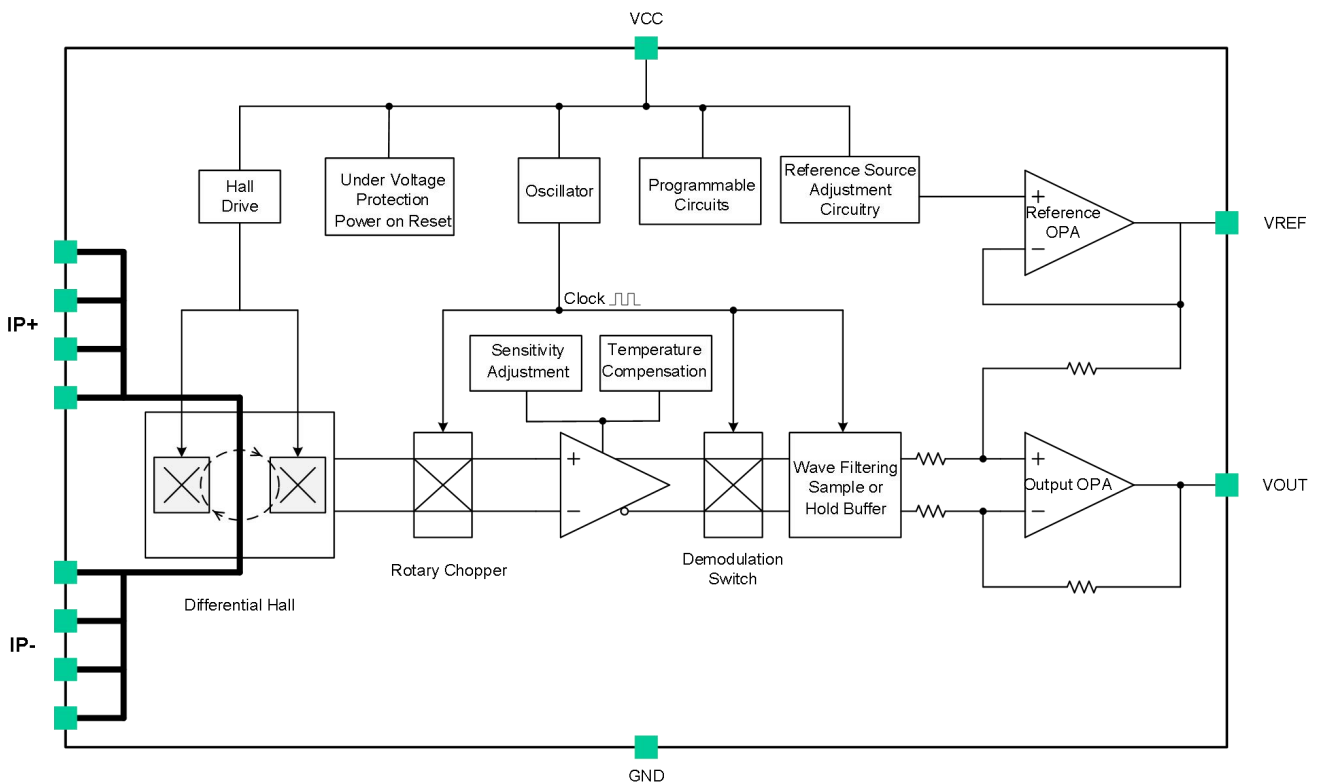 VCC
Hall
Drive
Under Voltage
Protection
Power on Reset
Oscillator
Programmable
Circuits
Reference Source
Adjustment
Circuitry
+
Reference
OPA
−
VREF
IP+
Clock
Sensitivity
Adjustment
Temperature
Compensation
+
−
Wave Filtering
Sample or
Hold Buffer
+
Output OPA
−
VOUT
Rotary Chopper
Demodulation
Switch
Differential Hall
IP-
GND